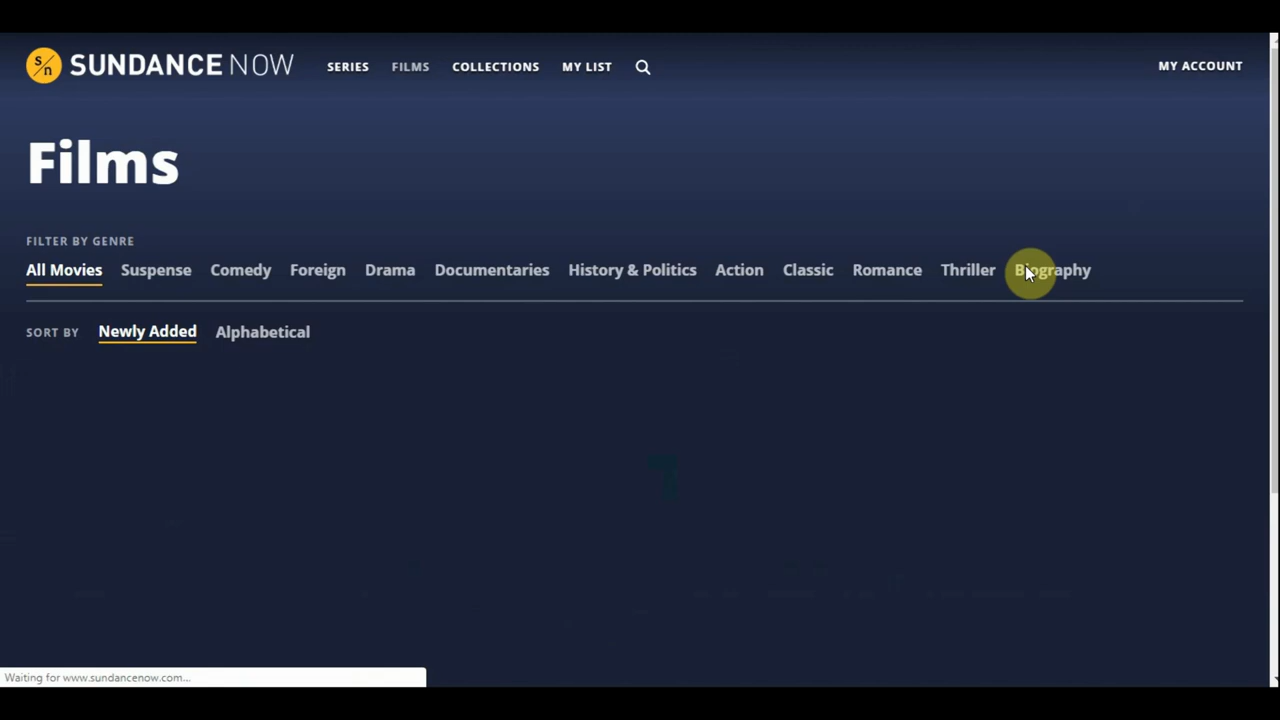 s/n SUNDANCE NOW SERIES FILMS COLLECTIONS MY LIST MY ACCOUNT
Films
FILTER BY GENRE
All Movies Suspense Comedy Foreign Drama Documentaries History & Politics Action Classic Romance Thriller Biography
SORT BY Newly Added Alphabetical
Waiting for www.sundancenow.com...